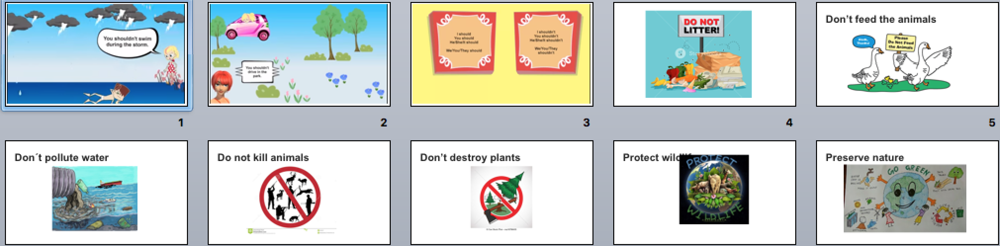 You shouldn't swim
during the storm.
You shouldn't
drive in the
park.
I should
You should
He/She/It should
We/You/They should
I shouldn't
You shouldn't
He/She/It shouldn't
We/You/They
shouldn't
DO NOT
LITTER!
Don't feed the animals
Please
Do Not Feed
the Animals
1
2
3
4
5
Don´t pollute water
Do not kill animals
Don't destroy plants
Protect
PROTECT
WILDLIFE
Preserve nature
GO GREEN